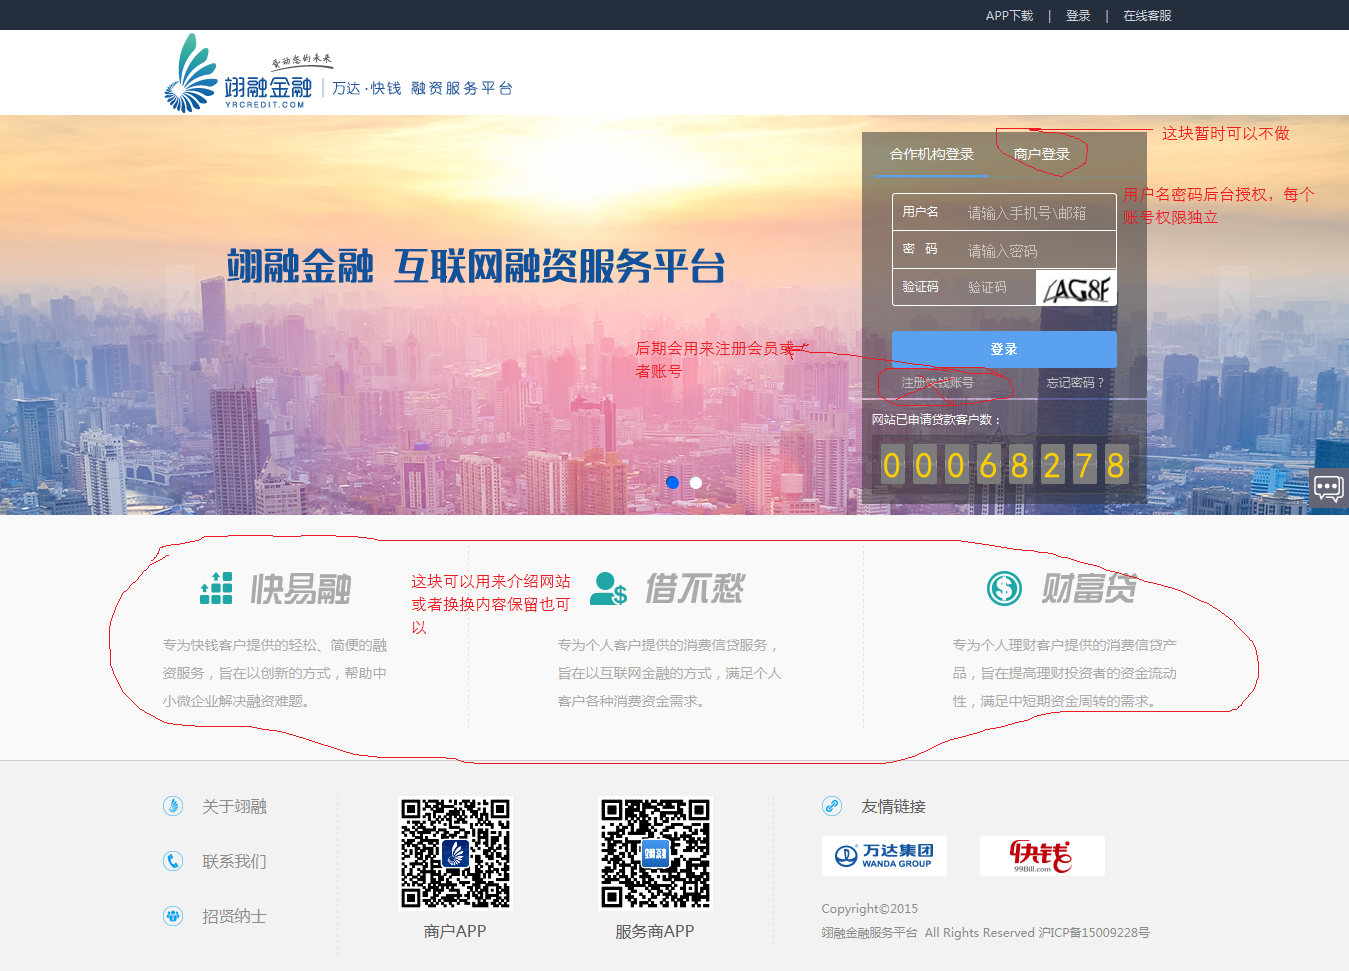 APP下载 | 登录 | 在线客服
爱动您的未来
翊融金融
YRCREDIT.COM
万达·快钱 融资服务平台
合作机构登录 商户登录
这块暂时可以不做
用户名 请输入手机号\邮箱
用户名密码后台授权，每个
账号权限独立
密 码 请输入密码
验证码 验证码 LAG8F
翊融金融 互联网融资服务平台
登录
后期会用来注册会员或
者账号
注册快钱账号 忘记密码？
网站已申请贷款客户数：
00068278
快易融
专为快钱客户提供的轻松、简便的融
资服务，旨在以创新的方式，帮助中
小微企业解决融资难题。
这块可以用来介绍网站
或者换换内容保留也可
以
借不愁
专为个人客户提供的消费信贷服务，
旨在以互联网金融的方式，满足个人
客户各种消费资金需求。
财富贷
专为个人理财客户提供的消费信贷产
品，旨在提高理财投资者的资金流动
性，满足中短期资金周转的需求。
关于翊融
联系我们
招贤纳士
翊融
商户APP 服务商APP
友情链接
万达集团
WANDA GROUP
快钱
99Bill.com
Copyright©2015
翊融金融服务平台 All Rights Reserved 沪ICP备15009228号